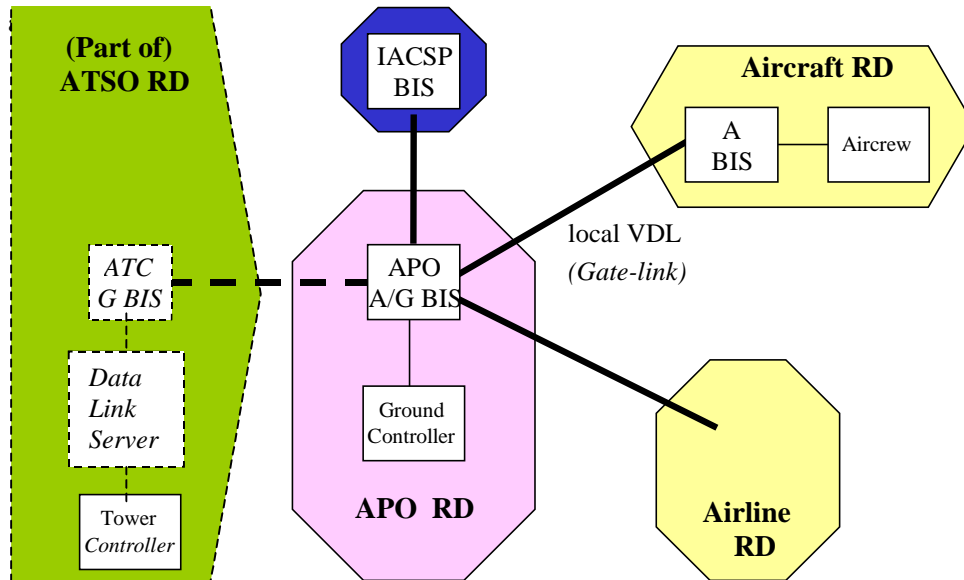 (Part of)
ATSO RD
IACSP
BIS
Aircraft RD
A
BIS
Aircrew
local VDL
(Gate-link)
ATC
G BIS
APO
A/G BIS
Data
Link
Server
Ground
Controller
Tower
Controller
APO RD
Airline
RD